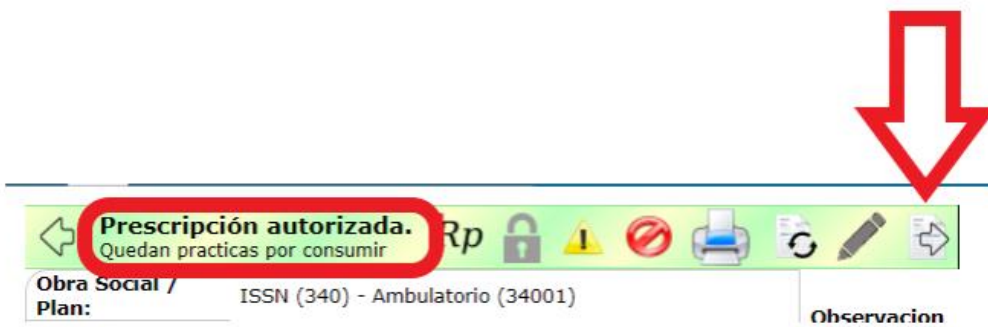 Prescripción autorizada.
Quedan practicas por consumir
Rp
Obra Social /
Plan:
ISSN (340) - Ambulatorio (34001)
Observacion